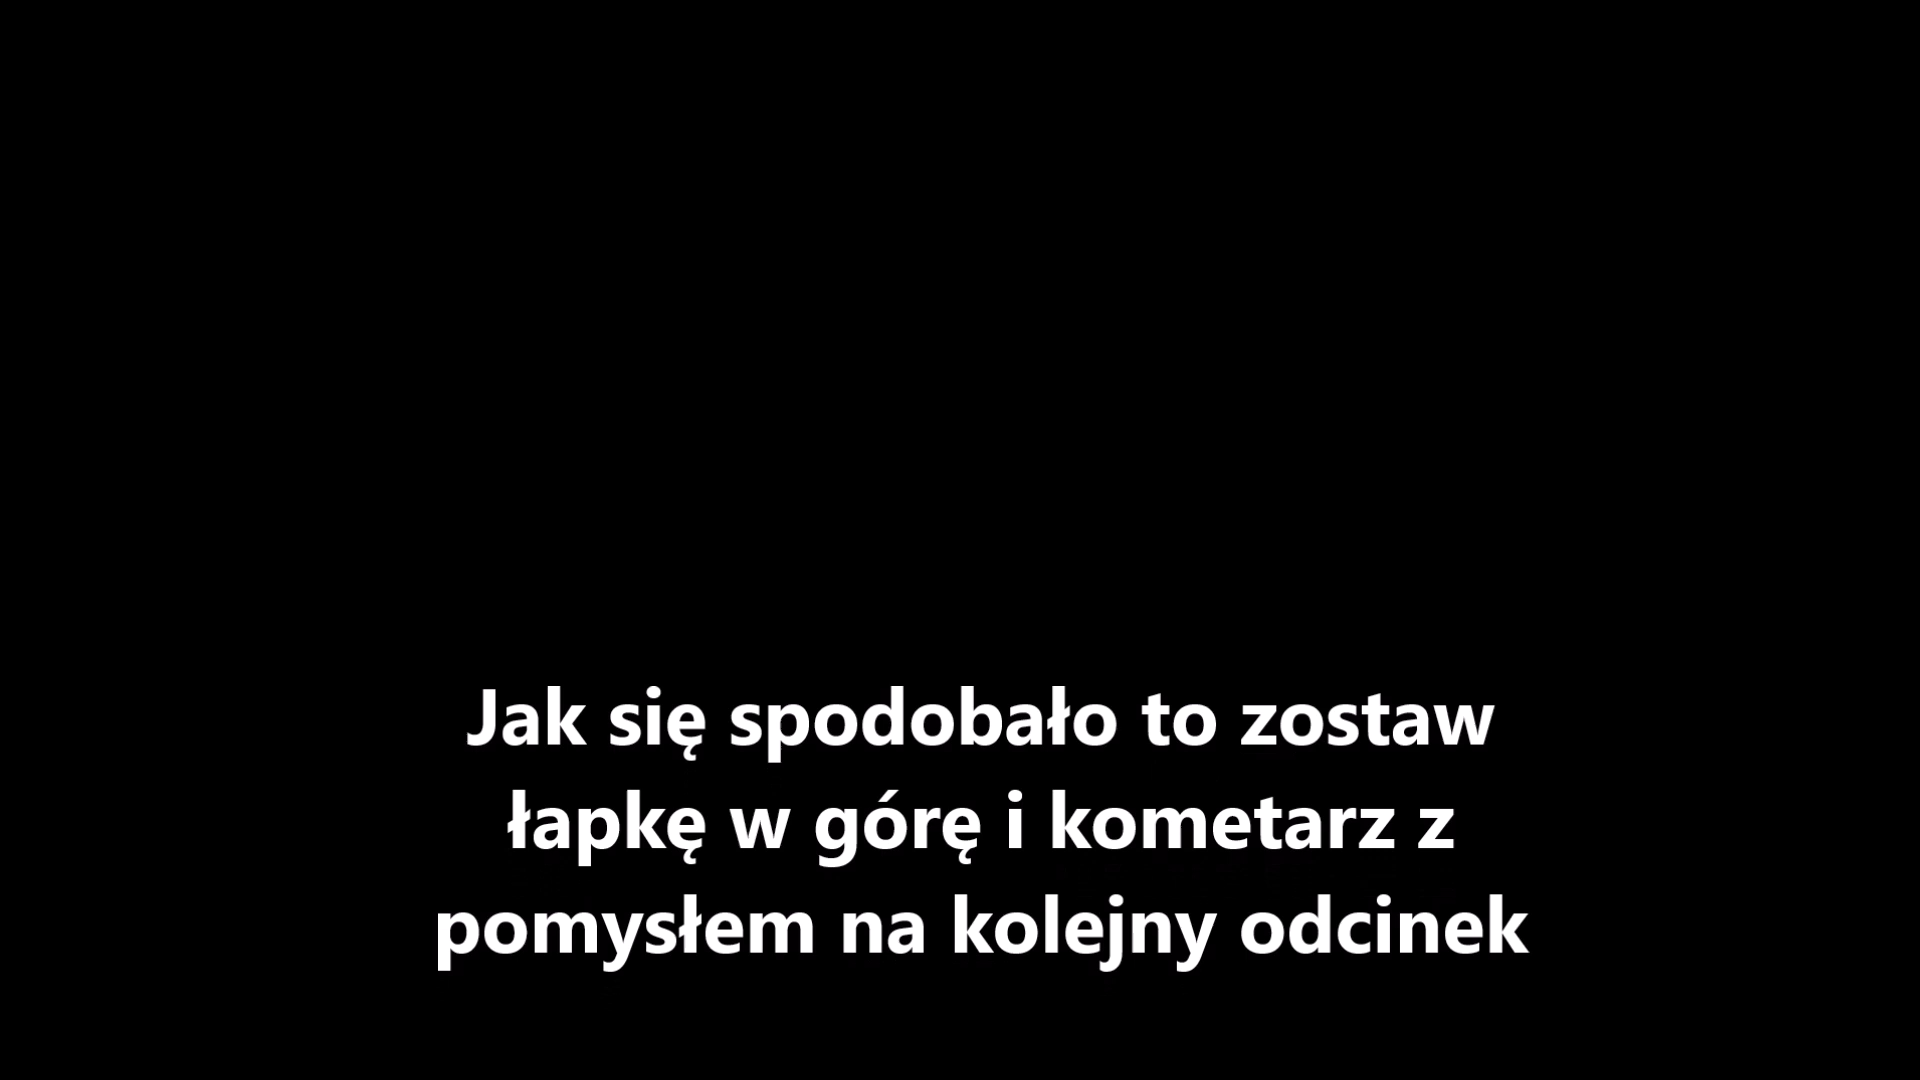 Jak się spodobało to zostaw
łapkę w górę i kometarz z
pomysłem na kolejny odcinek